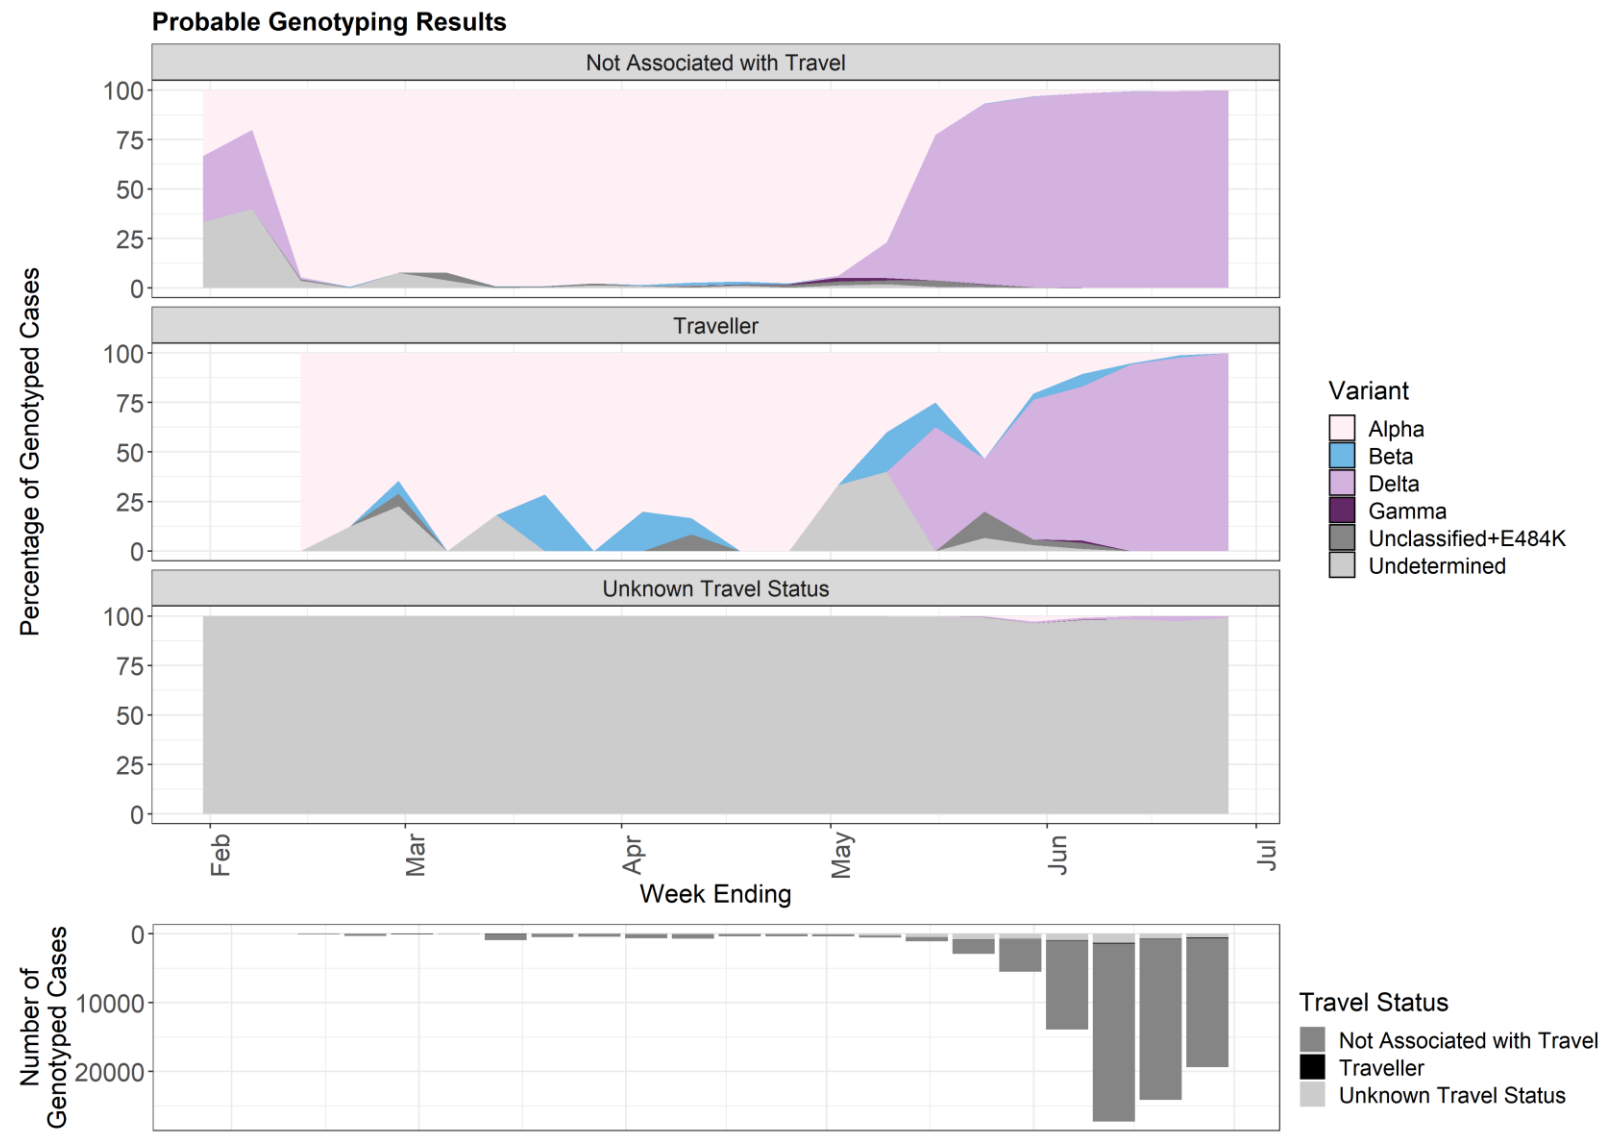 Probable Genotyping Results
Not Associated with Travel
100
75
50
25
0
Traveller
100
75
50
25
0
Unknown Travel Status
100
75
50
25
0
Percentage of Genotyped Cases
Feb
Mar
Apr
May
Jun
Jul
Week Ending
Variant
Alpha
Beta
Delta
Gamma
Unclassified+E484K
Undetermined
Number of
Genotyped Cases
0
10000
20000
Travel Status
Not Associated with Travel
Traveller
Unknown Travel Status